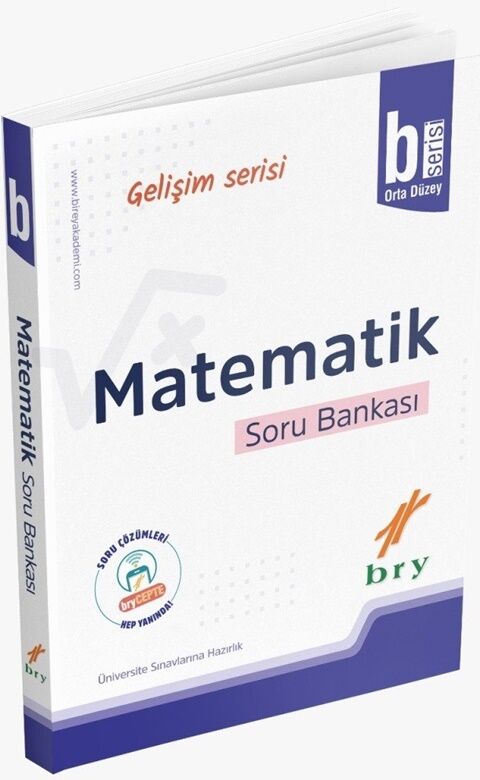 b
serisi
Orta Düzey
Gelişim serisi
www.bireyakademi.com
Matematik
Soru Bankası
SORU ÇÖZÜMLERİ
bryCEPTE
HEP YANINDA!
bry
Üniversite Sınavlarına Hazırlık
b
Matematik Soru Bankası
bry